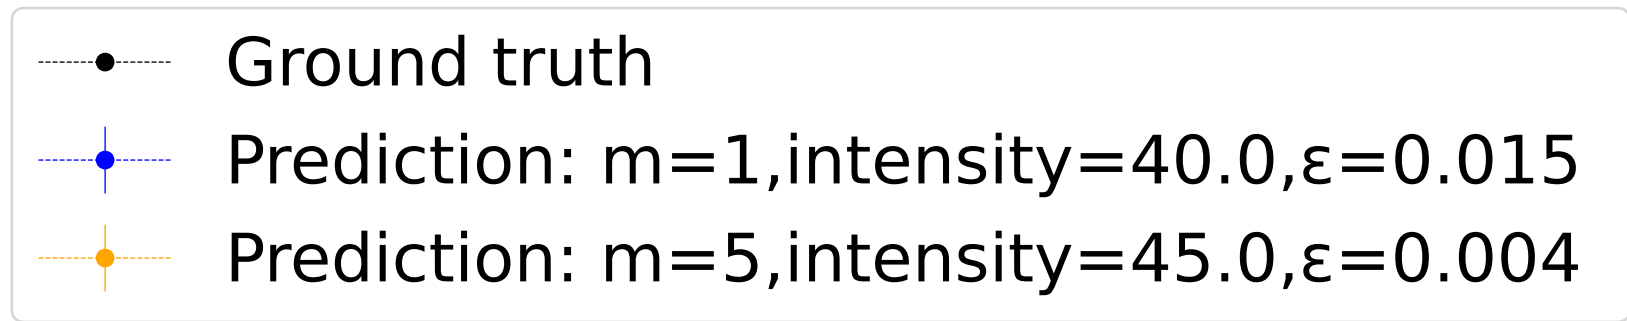 Ground truth
Prediction: m=1,intensity=40.0,ε=0.015
Prediction: m=5,intensity=45.0,ε=0.004